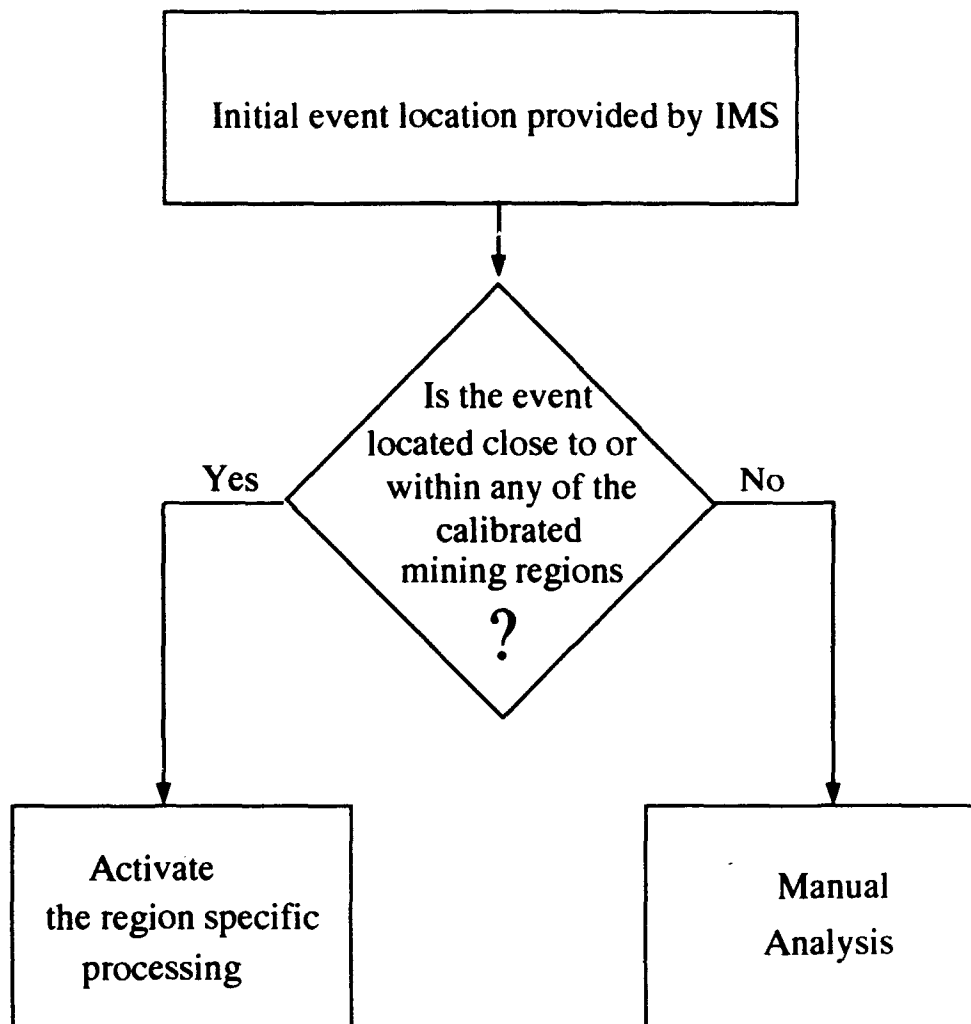 Initial event location provided by IMS
Is the event
located close to or
within any of the
calibrated
mining regions
?
Yes
No
Activate
the region specific
processing
Manual
Analysis